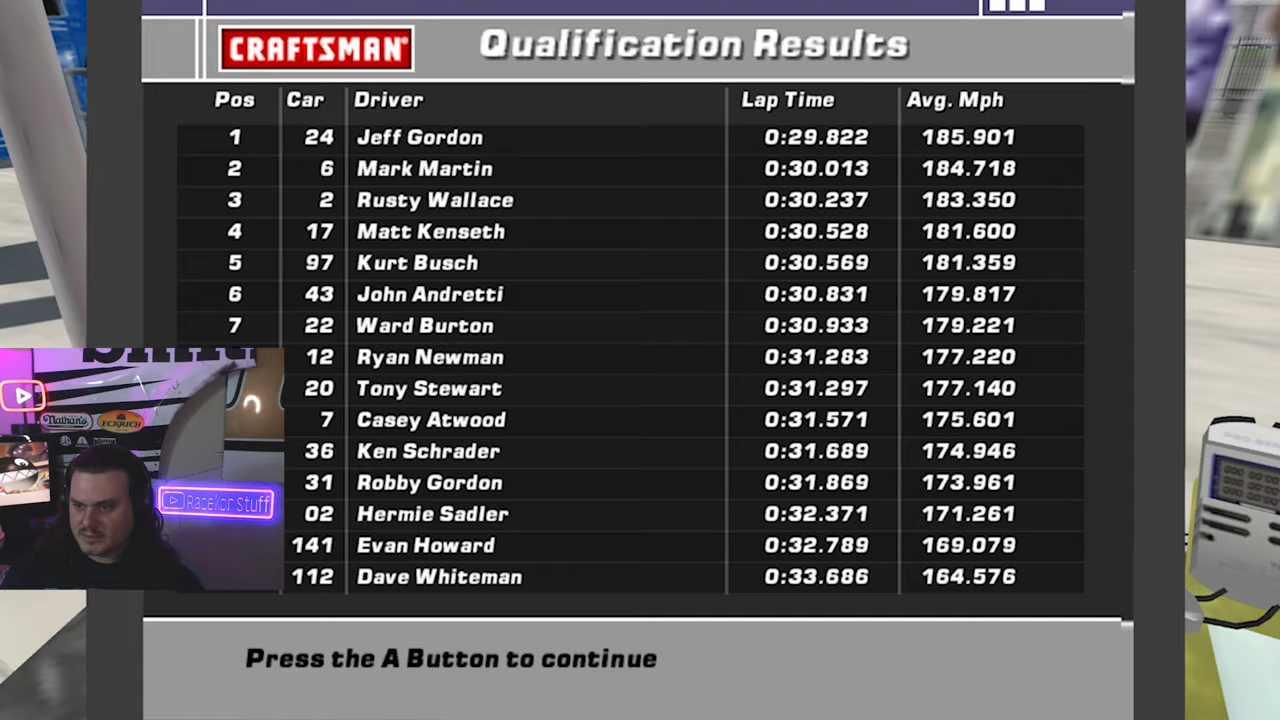 CRAFTSMAN®
Qualification Results
Pos Car Driver Lap Time Avg. Mph
1 24 Jeff Gordon 0:29.822 185.901
2 6 Mark Martin 0:30.013 184.718
3 2 Rusty Wallace 0:30.237 183.350
4 17 Matt Kenseth 0:30.528 181.600
5 97 Kurt Busch 0:30.569 181.359
6 43 John Andretti 0:30.831 179.817
7 22 Ward Burton 0:30.933 179.221
12 Ryan Newman 0:31.283 177.220
20 Tony Stewart 0:31.297 177.140
7 Casey Atwood 0:31.571 175.601
36 Ken Schrader 0:31.689 174.946
31 Robby Gordon 0:31.869 173.961
02 Hermie Sadler 0:32.371 171.261
141 Evan Howard 0:32.789 169.079
112 Dave Whiteman 0:33.686 164.576
Nathan's
ECKRICH
Racekor Stuff
Press the A Button to continue